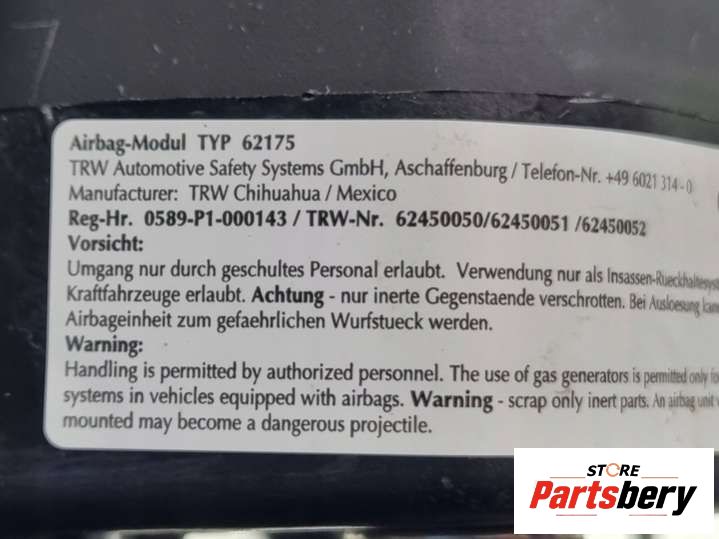 Airbag-Modul TYP 62175
TRW Automotive Safety Systems GmbH, Aschaffenburg / Telefon-Nr. +49 6021 314-0
Manufacturer: TRW Chihuahua / Mexico
Reg-Hr. 0589-P1-000143 / TRW-Nr. 62450050/62450051 /62450052
Vorsicht:
Umgang nur durch geschultes Personal erlaubt. Verwendung nur als
Kraftfahrzeuge erlaubt. Achtung - nur inerte Gegenstaende verschrotten. Bei Ausloesung kann
Airbageinheit zum gefaehrlichen Wurfstueck werden.
Warning:
Handling is permitted by authorized personnel. The use of gas generators is permitted only
systems in vehicles equipped with airbags. Warning - scrap only inert parts. An airbag unit
mounted may become a dangerous projectile.
STORE
Partsbery